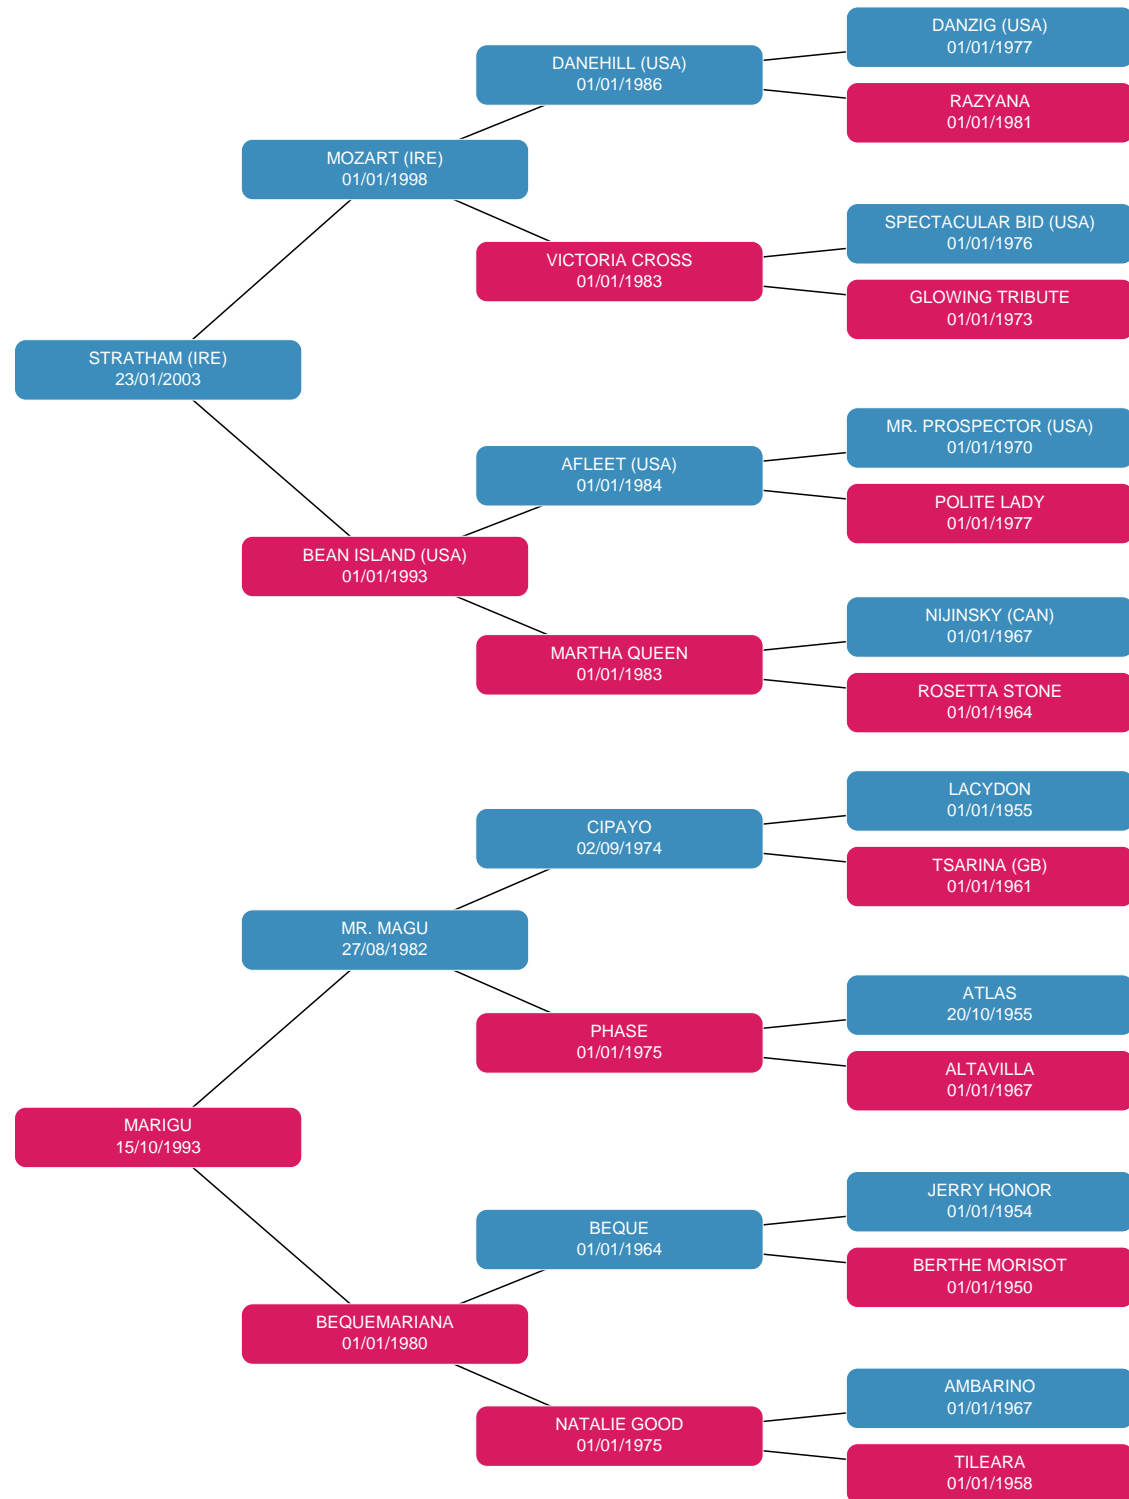 DANZIG (USA)
01/01/1977
DANEHILL (USA)
01/01/1986
RAZYANA
01/01/1981
MOZART (IRE)
01/01/1998
SPECTACULAR BID (USA)
01/01/1976
VICTORIA CROSS
01/01/1983
GLOWING TRIBUTE
01/01/1973
STRATHAM (IRE)
23/01/2003
MR. PROSPECTOR (USA)
01/01/1970
AFLEET (USA)
01/01/1984
POLITE LADY
01/01/1977
BEAN ISLAND (USA)
01/01/1993
NIJINSKY (CAN)
01/01/1967
MARTHA QUEEN
01/01/1983
ROSETTA STONE
01/01/1964
LACYDON
01/01/1955
CIPAYO
02/09/1974
TSARINA (GB)
01/01/1961
MR. MAGU
27/08/1982
ATLAS
20/10/1955
PHASE
01/01/1975
ALTAVILLA
01/01/1967
MARIGU
15/10/1993
JERRY HONOR
01/01/1954
BEQUE
01/01/1964
BERTHE MORISOT
01/01/1950
BEQUEMARIANA
01/01/1980
AMBARINO
01/01/1967
NATALIE GOOD
01/01/1975
TILEARA
01/01/1958